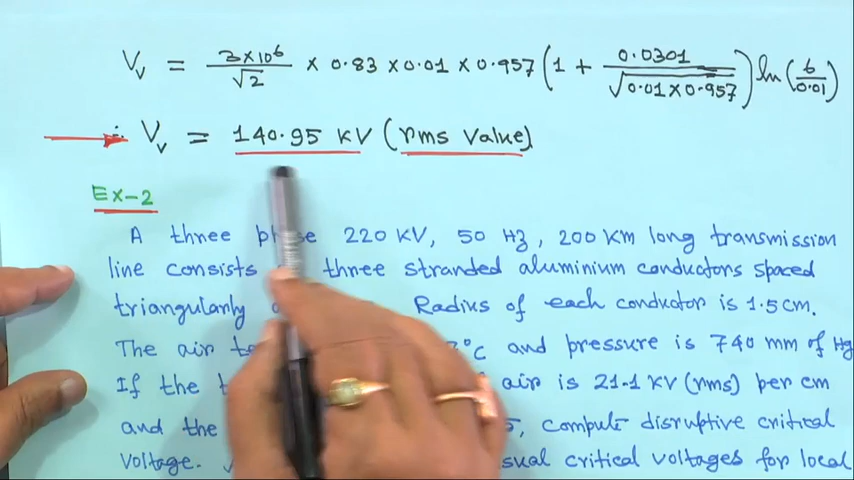 V_v = 3×10⁶/√2 × 0.83 × 0.01 × 0.957 (1 + 0.0301/√(0.01×0.957)) ln(6/0.01)
∴ V_v = 140.95 KV (rms value)
Ex-2
A three phase 220 KV, 50 Hz, 200 Km long transmission
line consists three stranded aluminium conductors spaced
triangularly Radius of each conductor is 1.5 cm.
The air °C and pressure is 740 mm of Hg
If the air is 21.1 KV (rms) per cm
and the compute disruptive critical
voltage. critical voltages for local